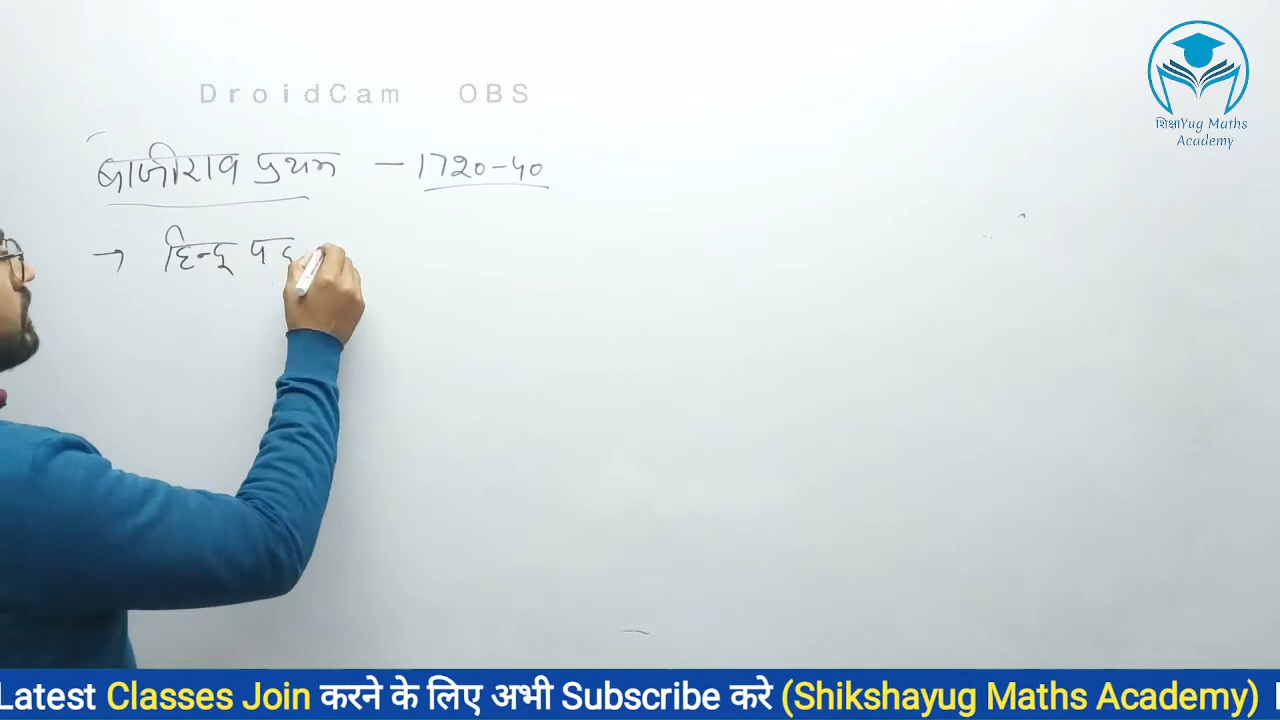 DroidCam OBS
शिक्षाYug Maths
Academy
बाजीराव प्रथम - 1720-40
→ हिन्दू पद
Latest Classes Join करने के लिए अभी Subscribe करे (Shikshayug Maths Academy)